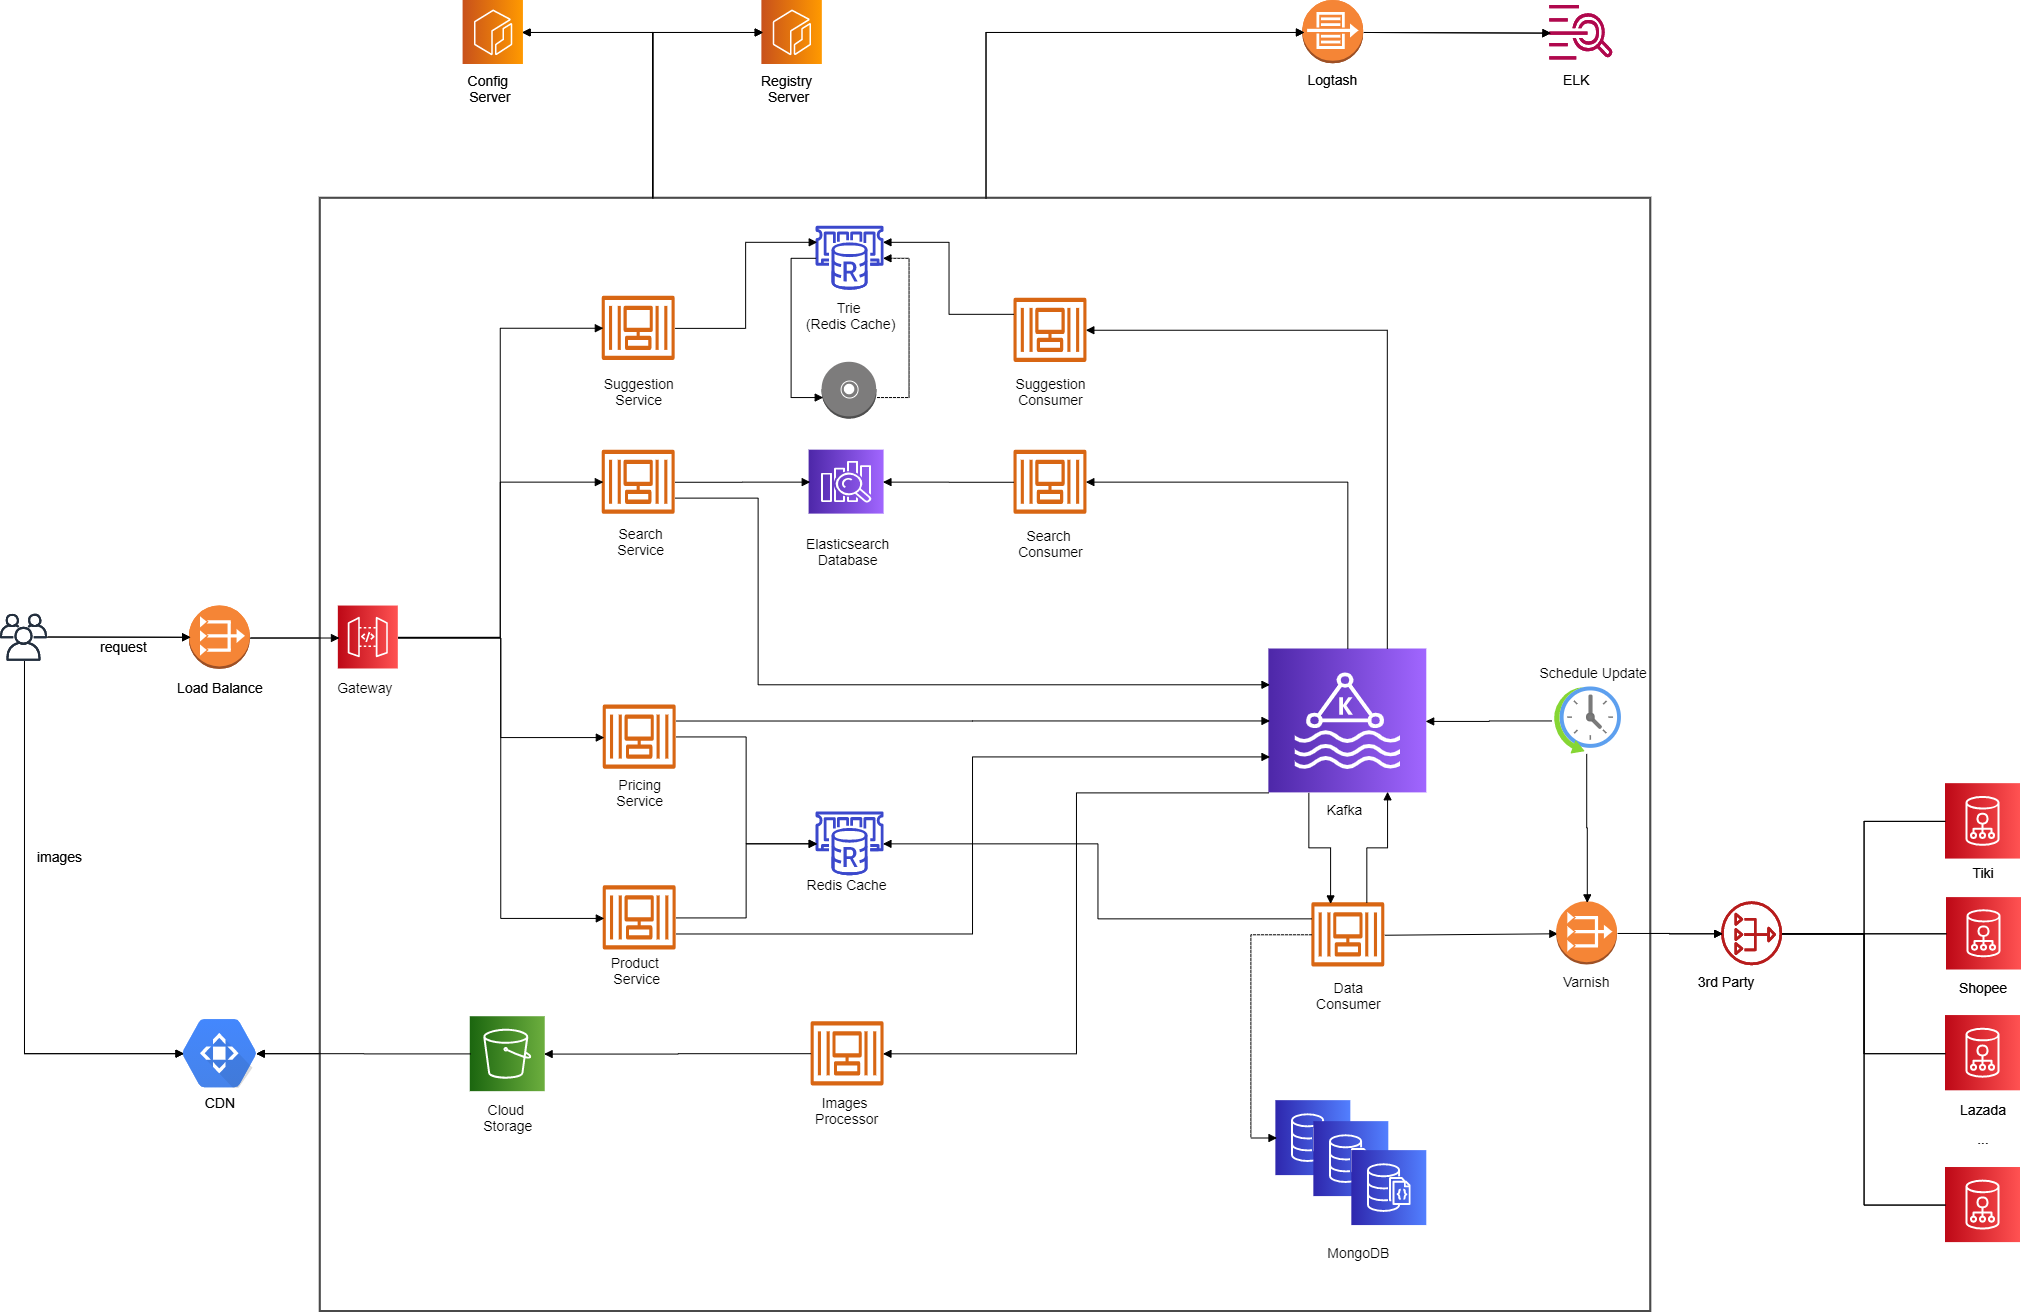 Config
Server
Registry
Server
Logtash
ELK
Trie
(Redis Cache)
R
Suggestion
Service
Suggestion
Consumer
Search
Service
Elasticsearch
Database
Search
Consumer
request
Load Balance
Gateway
</>
K
Kafka
Schedule Update
Pricing
Service
R
Redis Cache
images
Product
Service
Data
Consumer
Varnish
3rd Party
Tiki
Shopee
Lazada
...
CDN
Cloud
Storage
Images
Processor
{}
MongoDB